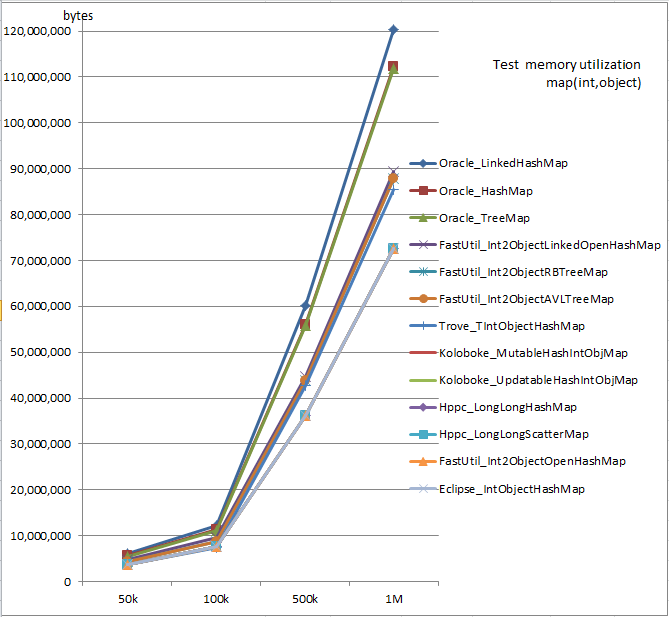 bytes
120,000,000
110,000,000
100,000,000
90,000,000
80,000,000
70,000,000
60,000,000
50,000,000
40,000,000
30,000,000
20,000,000
10,000,000
0
50k
100k
500k
1M
Test memory utilization
map(int,object)
Oracle_LinkedHashMap
Oracle_HashMap
Oracle_TreeMap
FastUtil_Int2ObjectLinkedOpenHashMap
FastUtil_Int2ObjectRBTreeMap
FastUtil_Int2ObjectAVLTreeMap
Trove_TIntObjectHashMap
Koloboke_MutableHashIntObjMap
Koloboke_UpdatableHashIntObjMap
Hppc_LongLongHashMap
Hppc_LongLongScatterMap
FastUtil_Int2ObjectOpenHashMap
Eclipse_IntObjectHashMap